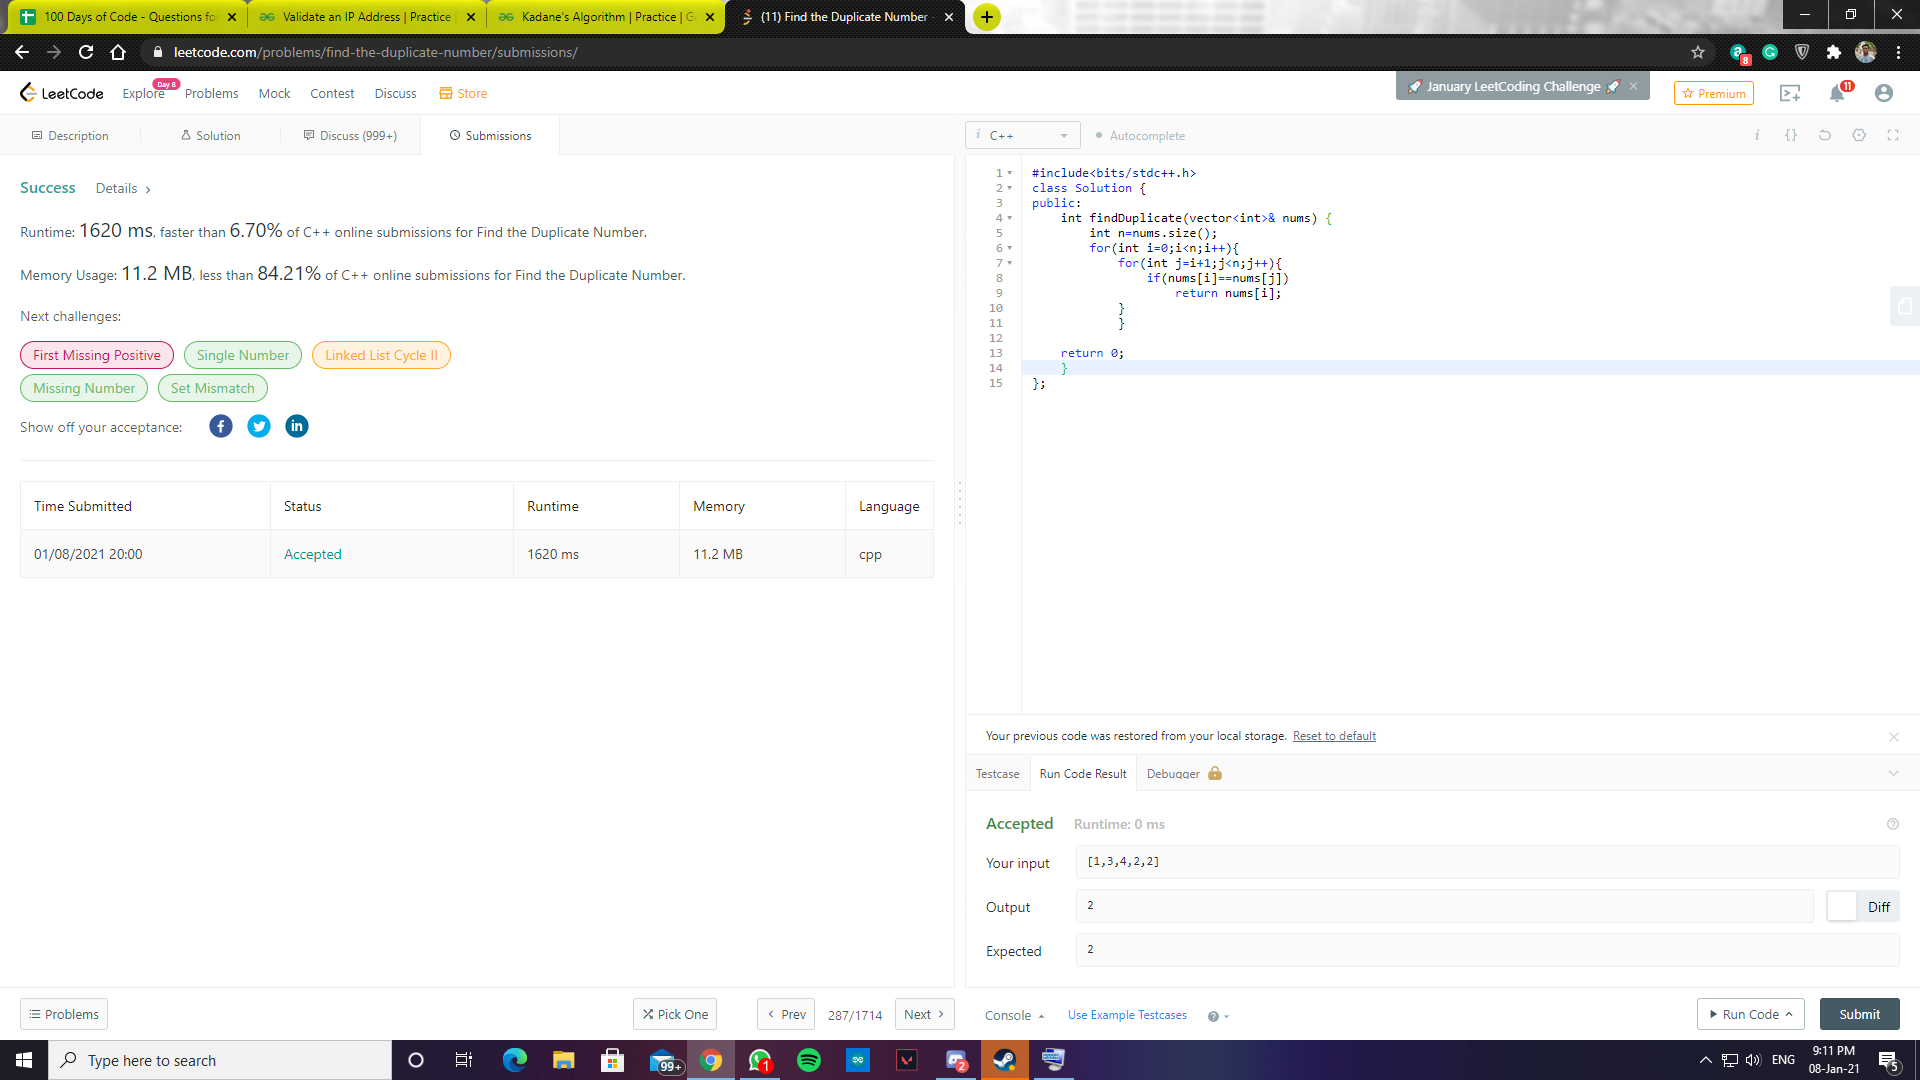 100 Days of Code - Questions fo
Validate an IP Address | Practice
Kadane's Algorithm | Practice | G
(11) Find the Duplicate Number
leetcode.com/problems/find-the-duplicate-number/submissions/
8
LeetCode
Explore
Day 8
Problems
Mock
Contest
Discuss
Store
January LeetCoding Challenge
Premium
11
Description
Solution
Discuss (999+)
Submissions
i C++
Autocomplete
Success
Details
Runtime: 1620 ms, faster than 6.70% of C++ online submissions for Find the Duplicate Number.
Memory Usage: 11.2 MB, less than 84.21% of C++ online submissions for Find the Duplicate Number.
Next challenges:
First Missing Positive
Single Number
Linked List Cycle II
Missing Number
Set Mismatch
Show off your acceptance:
Time Submitted
Status
Runtime
Memory
Language
01/08/2021 20:00
Accepted
1620 ms
11.2 MB
cpp
1 #include<bits/stdc++.h>
2 class Solution {
3 public:
4 int findDuplicate(vector<int>& nums) {
5 int n=nums.size();
6 for(int i=0;i<n;i++){
7 for(int j=i+1;j<n;j++){
8 if(nums[i]==nums[j])
9 return nums[i];
10 }
11 }
12
13 return 0;
14 }
15 };
Your previous code was restored from your local storage. Reset to default
Testcase
Run Code Result
Debugger
Accepted
Runtime: 0 ms
Your input
[1,3,4,2,2]
Output
2
Diff
Expected
2
Problems
Pick One
Prev
287/1714
Next
Console
Use Example Testcases
Run Code
Submit
Type here to search
99+
1
2
ENG
9:11 PM
08-Jan-21
5